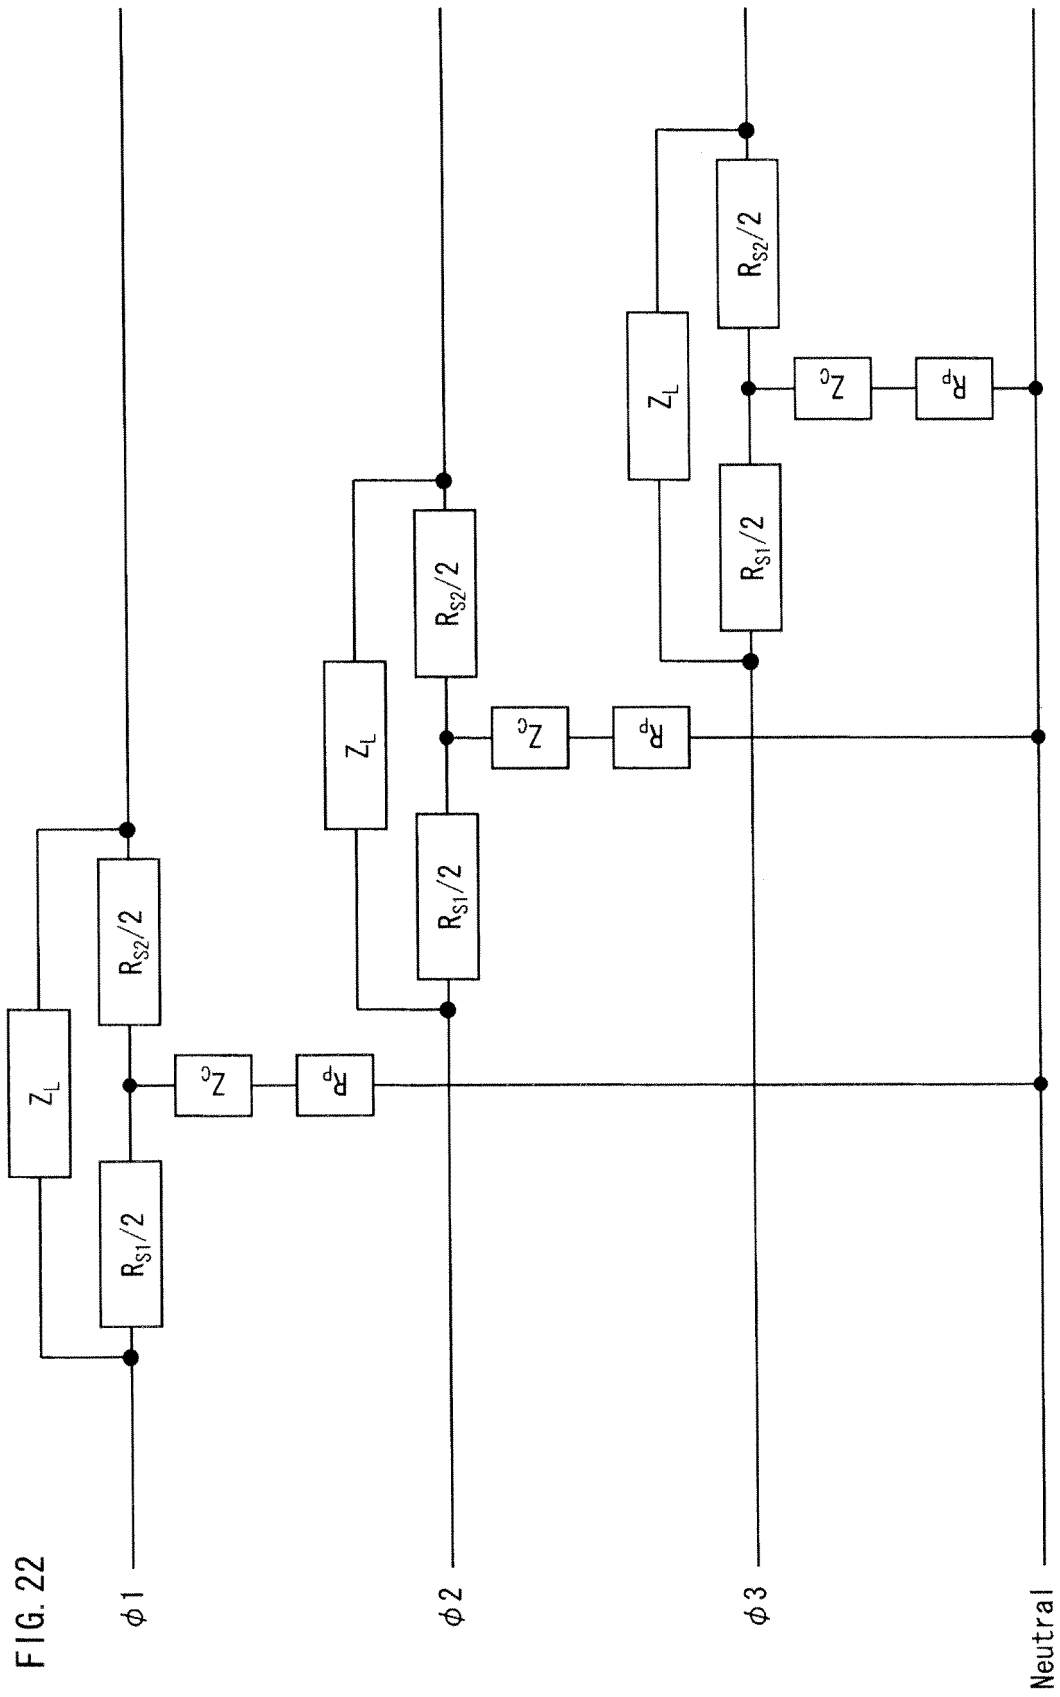 FIG. 22
φ1
Z_L
R_S1/2
R_S2/2
Z_C
R_p
φ2
Z_L
R_S1/2
R_S2/2
Z_C
R_p
φ3
Z_L
R_S1/2
R_S2/2
Z_C
R_p
Neutral